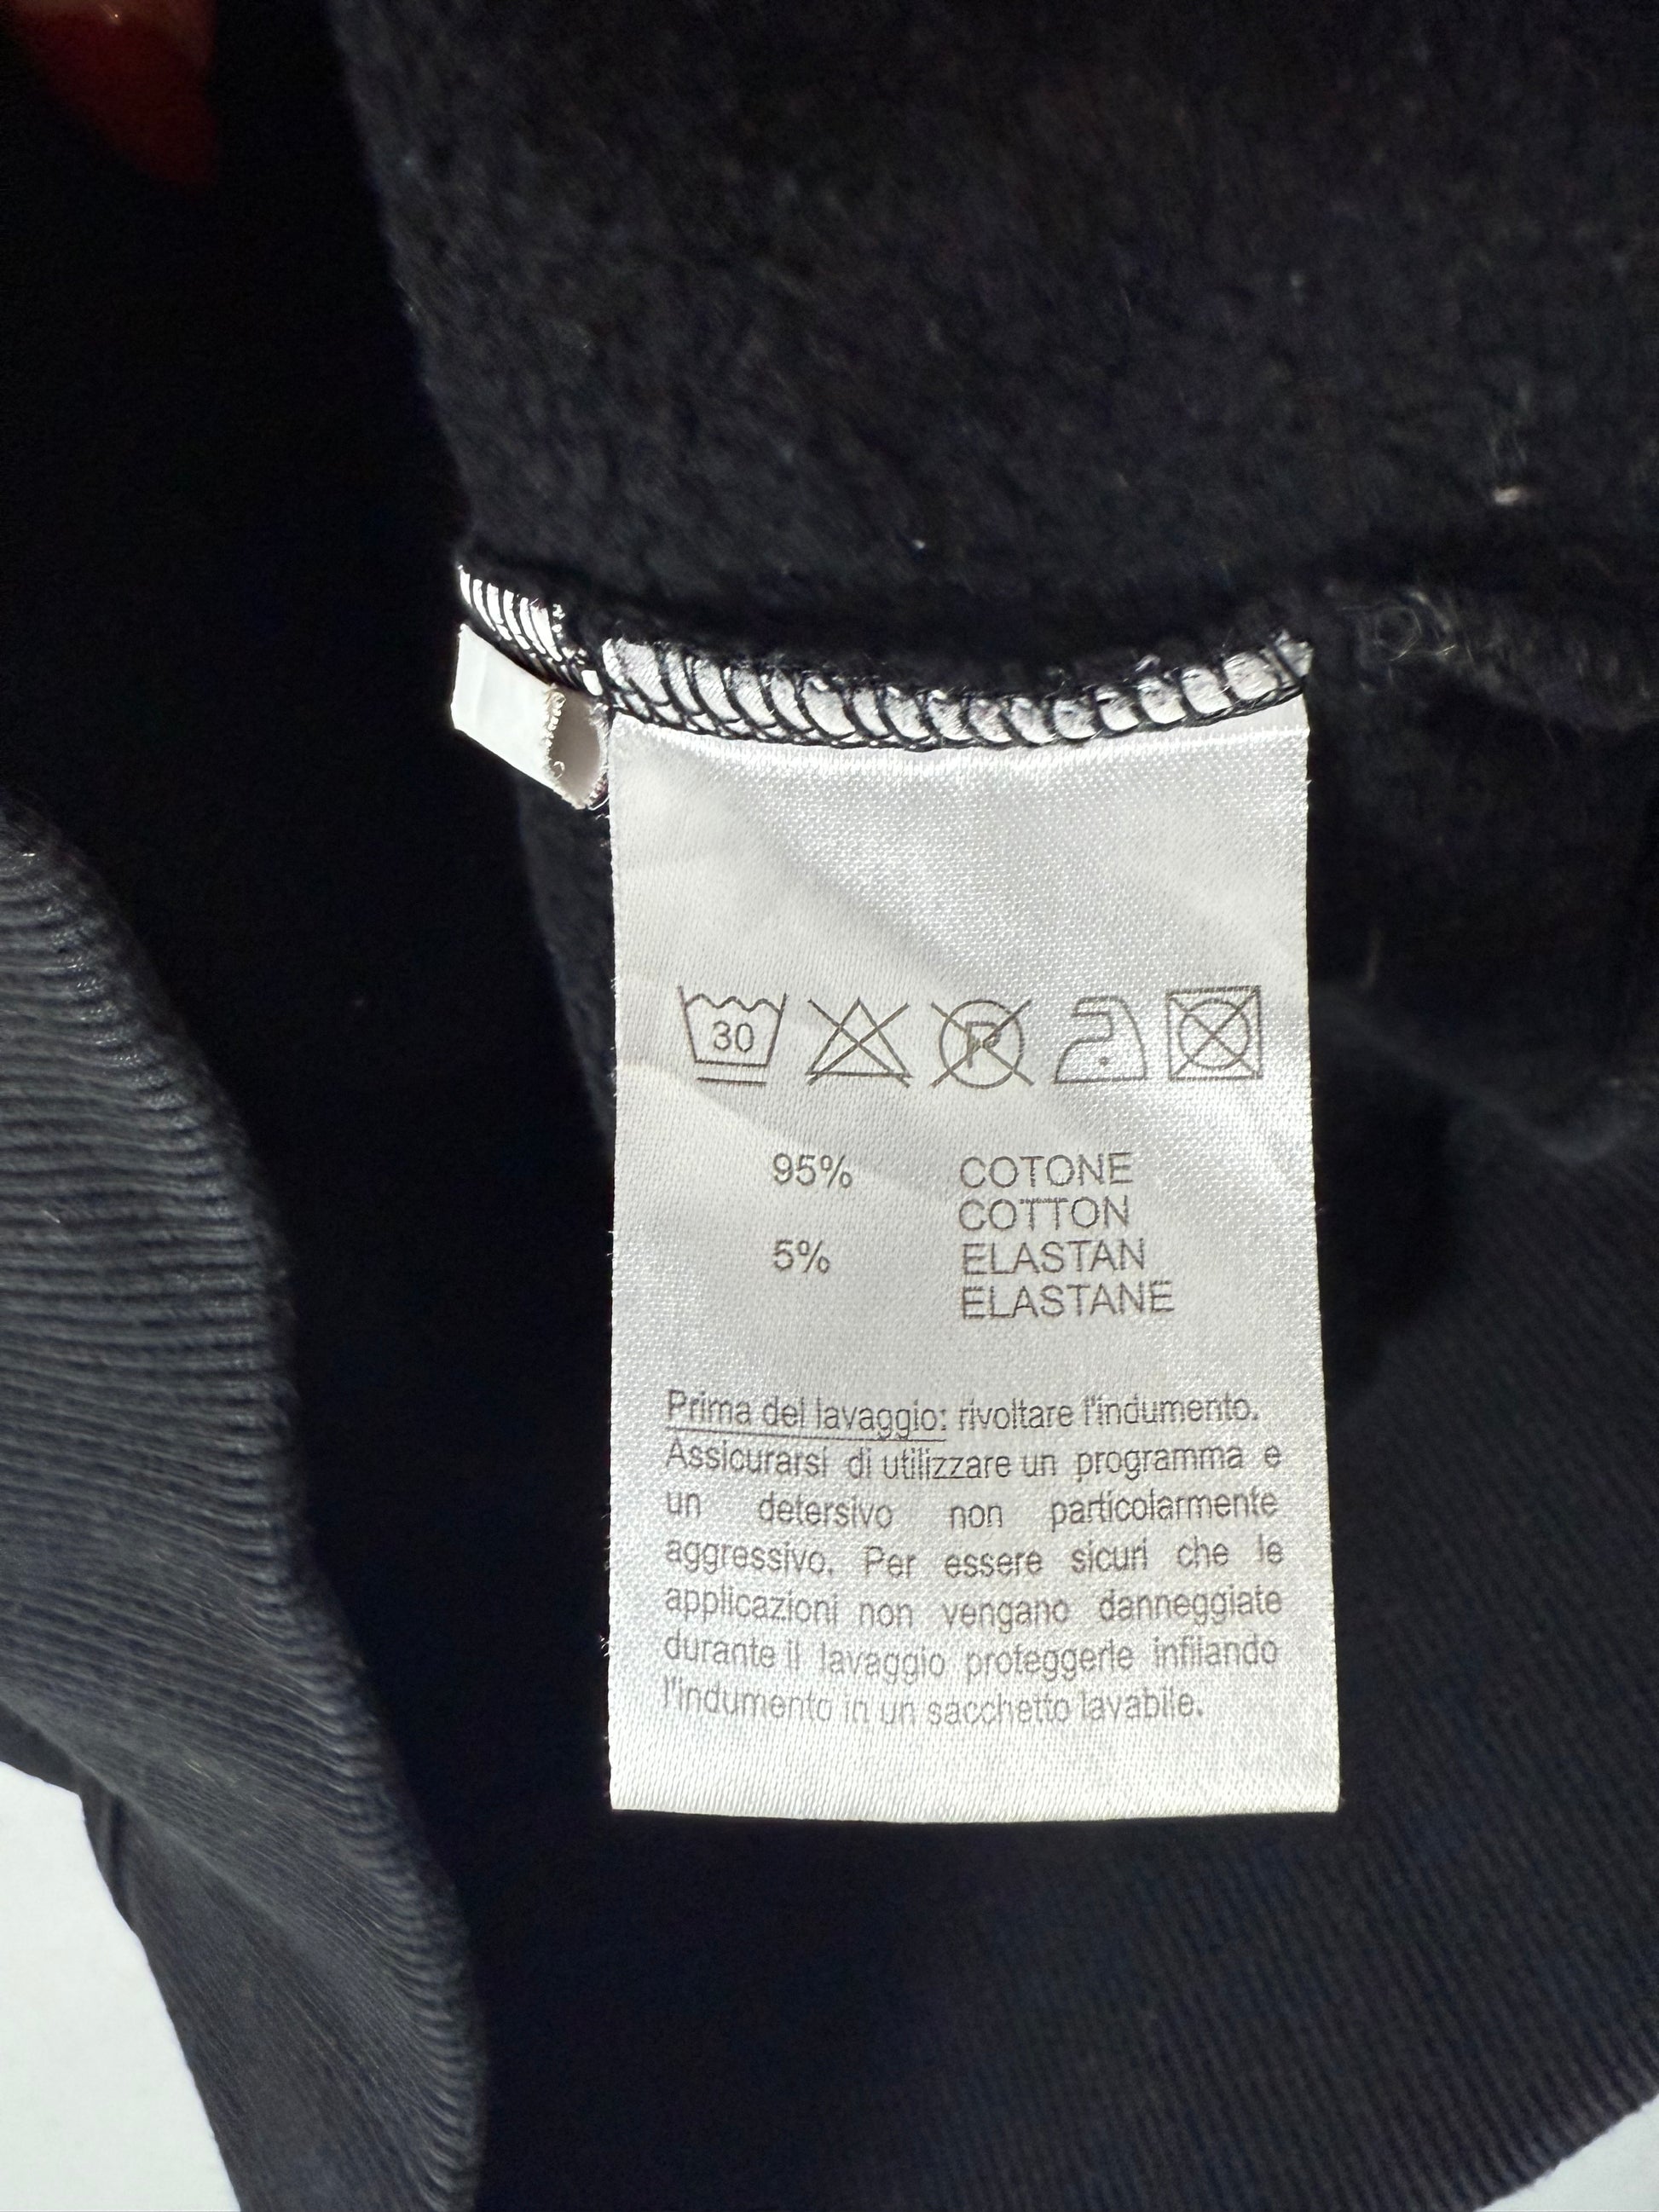 30
P
95% COTONE
COTTON
5% ELASTAN
ELASTANE
Prima del lavaggio: rivoltare l'indumento.
Assicurarsi di utilizzare un programma e
un detersivo non particolarmente
aggressivo. Per essere sicuri che le
applicazioni non vengano danneggiate
durante il lavaggio proteggerle infilando
l'indumento in un sacchetto lavabile.